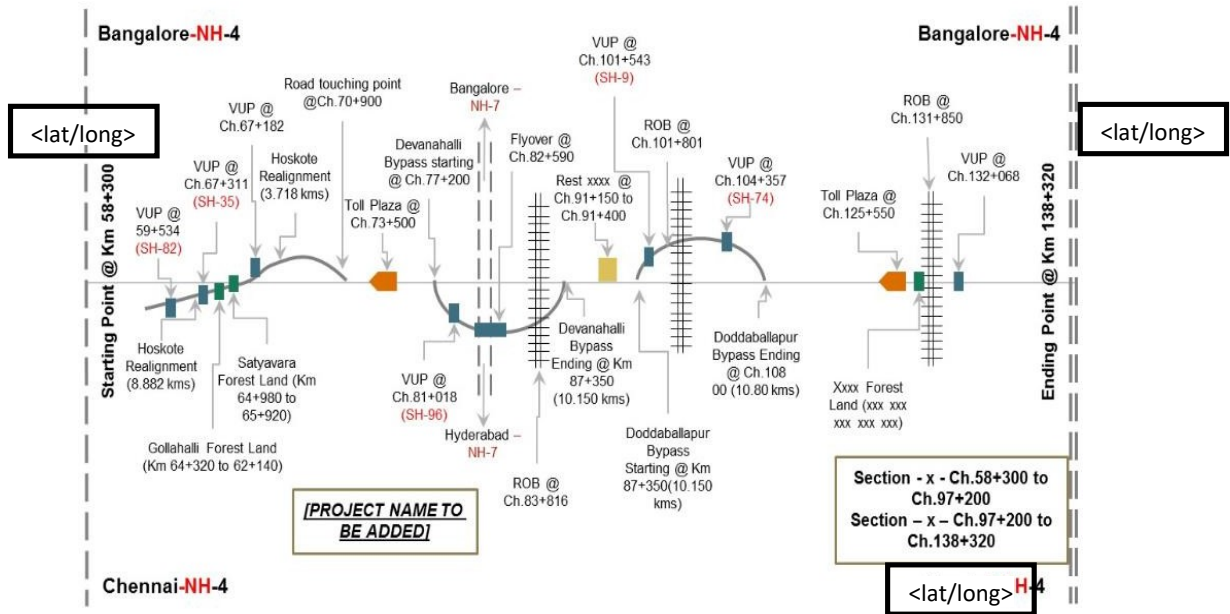 Bangalore-NH-4
Bangalore-NH-4
<lat/long>
<lat/long>
Starting Point @ Km 58+300
VUP @
59+534
(SH-82)
VUP @
Ch.67+311
(SH-35)
VUP @
Ch.67+182
Hoskote
Realignment
(3.718 kms)
Road touching point
@Ch.70+900
Toll Plaza @
Ch.73+500
Devanahalli
Bypass starting
@ Ch.77+200
Bangalore –
NH-7
Flyover @
Ch.82+590
Rest xxxx @
Ch.91+150 to
Ch.91+400
VUP @
Ch.101+543
(SH-9)
ROB @
Ch.101+801
VUP @
Ch.104+357
(SH-74)
Toll Plaza @
Ch.125+550
ROB @
Ch.131+850
VUP @
Ch.132+068
Ending Point @ Km 138+320
Hoskote
Realignment
(8.882 kms)
Gollahalli Forest Land
(Km 64+320 to 62+140)
Satyavara
Forest Land (Km
64+980 to
65+920)
VUP @
Ch.81+018
(SH-96)
Hyderabad –
NH-7
ROB @
Ch.83+816
Devanahalli
Bypass
Ending @ Km
87+350
(10.150 kms)
Doddaballapur
Bypass
Starting @ Km
87+350(10.150
kms)
Doddaballapur
Bypass Ending
@ Ch.108
00 (10.80 kms)
Xxxx Forest
Land (xxx xxx
xxx xxx xxx)
[PROJECT NAME TO
BE ADDED]
Section - x - Ch.58+300 to
Ch.97+200
Section – x – Ch.97+200 to
Ch.138+320
Chennai-NH-4
<lat/long>
H-4